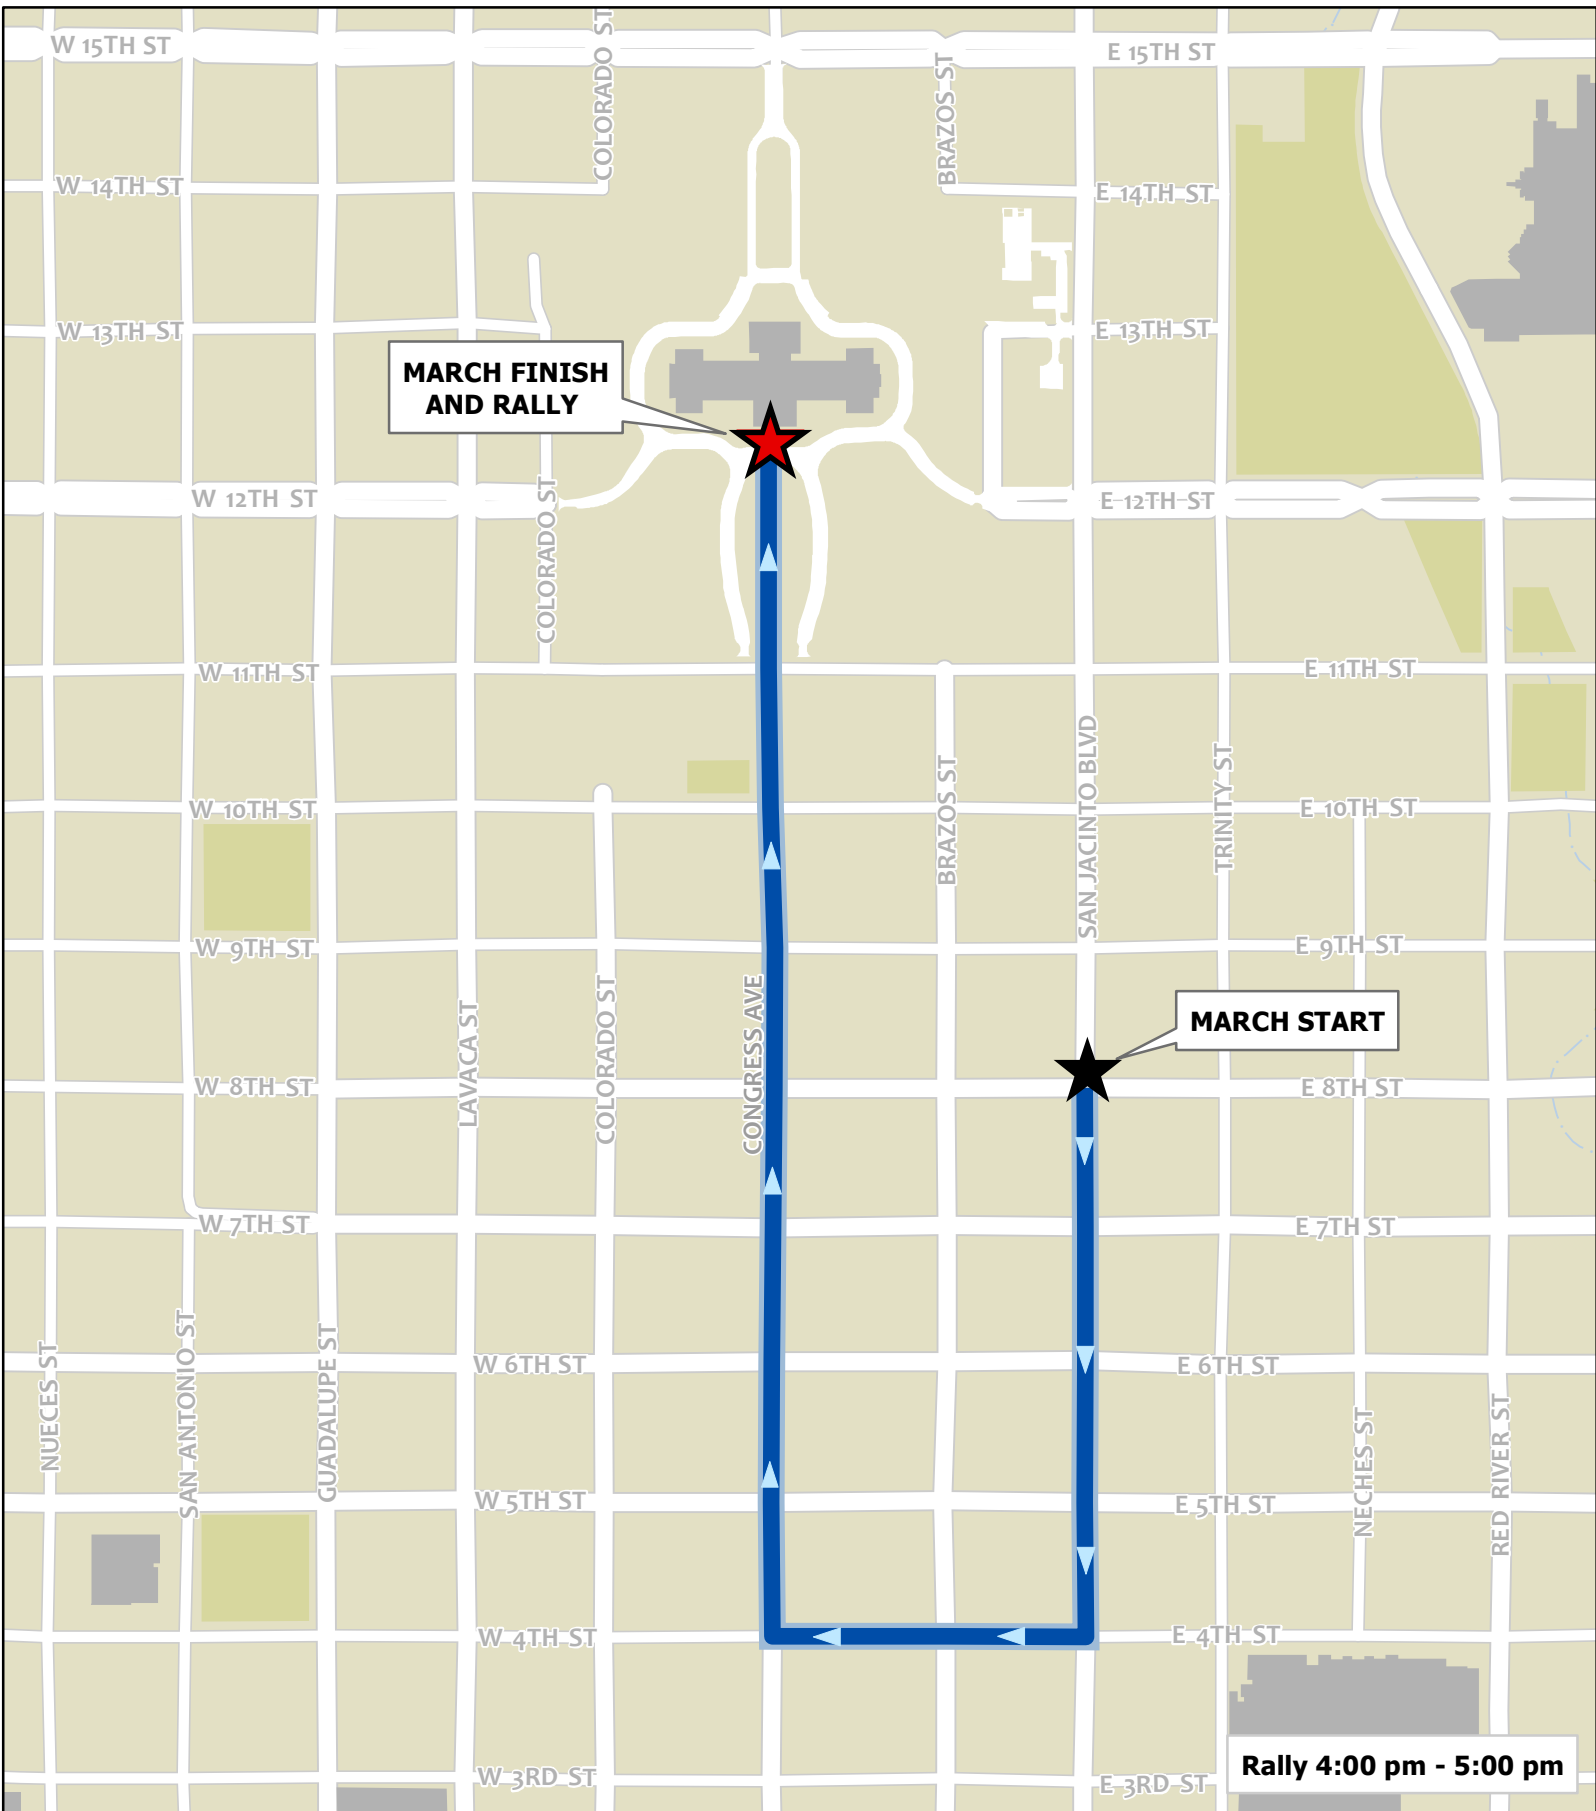 W 15TH ST
COLORADO ST
BRAZOS ST
E 15TH ST
W 14TH ST
E 14TH ST
W 13TH ST
E 13TH ST
MARCH FINISH
AND RALLY
W 12TH ST
COLORADO ST
E 12TH ST
W 11TH ST
E 11TH ST
SAN JACINTO BLVD
TRINITY ST
BRAZOS ST
W 10TH ST
E 10TH ST
W 9TH ST
E 9TH ST
LAVACA ST
COLORADO ST
CONGRESS AVE
MARCH START
W 8TH ST
E 8TH ST
W 7TH ST
E 7TH ST
NUECES ST
SAN ANTONIO ST
GUADALUPE ST
W 6TH ST
E 6TH ST
NECHES ST
RED RIVER ST
W 5TH ST
E 5TH ST
W 4TH ST
E 4TH ST
Rally 4:00 pm - 5:00 pm
W 3RD ST
E 3RD ST